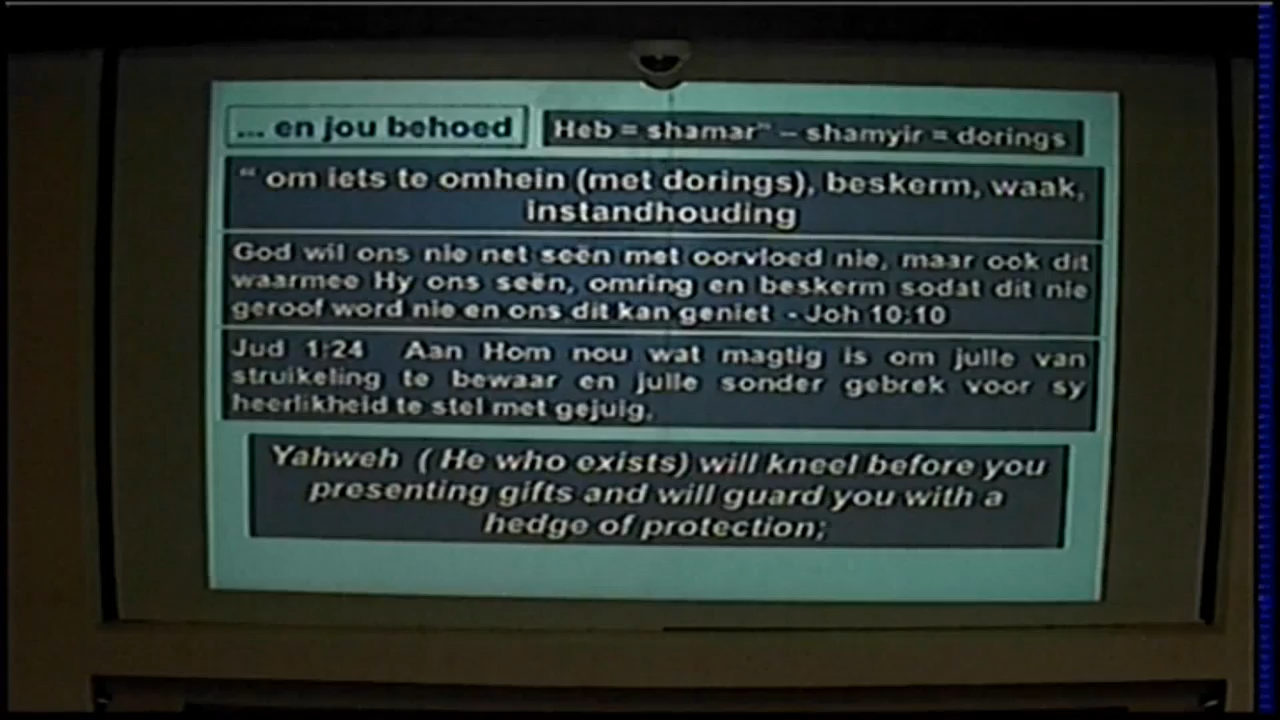 ... en jou behoed
Heb = shamar" – shamyir = dorings
" om iets te omhein (met dorings), beskerm, waak,
instandhouding
God wil ons nie net seën met oorvloed nie, maar ook dit
waarmee Hy ons seën, omring en beskerm sodat dit nie
geroof word nie en ons dit kan geniet - Joh 10:10
Jud 1:24 Aan Hom nou wat magtig is om julle van
struikeling te bewaar en julle sonder gebrek voor sy
heerlikheid te stel met gejuig,
Yahweh ( He who exists) will kneel before you
presenting gifts and will guard you with a
hedge of protection;